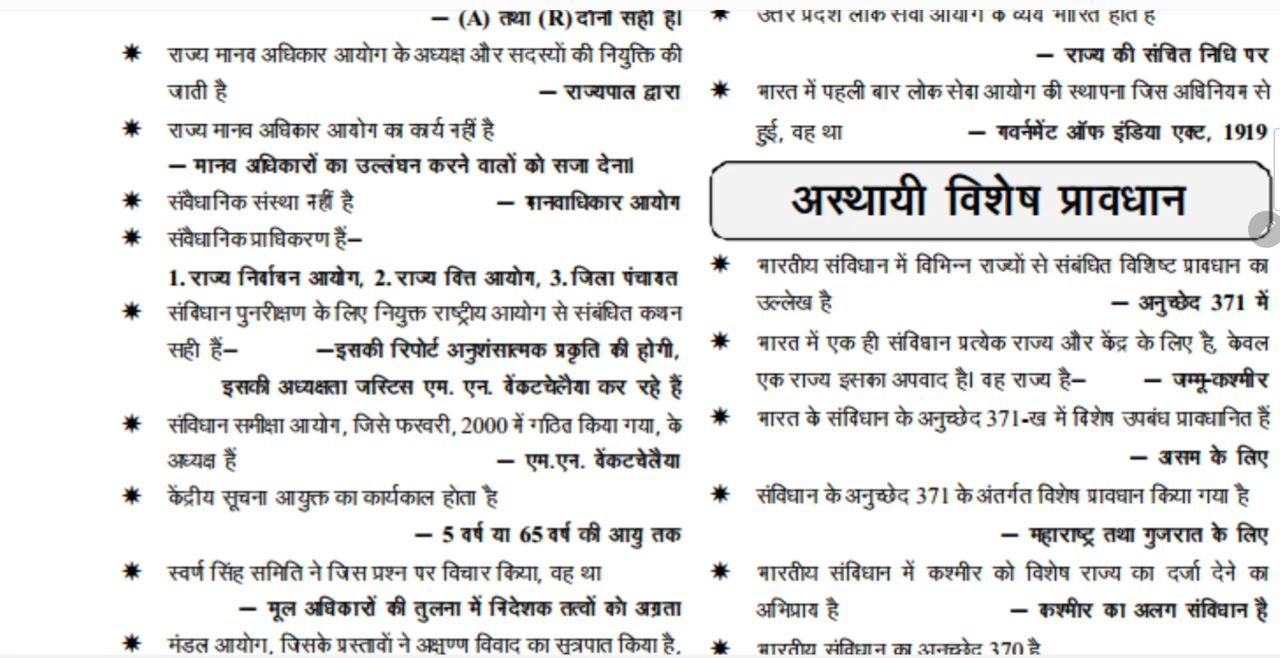 – (A) तथा (R) दोनों सही है।
✷ राज्य मानव अधिकार आयोग के अध्यक्ष और सदस्यों की नियुक्ति की
जाती है – राज्यपाल द्वारा
✷ राज्य मानव अधिकार आयोग का कार्य नहीं है
– मानव अधिकारों का उल्लंघन करने वालों को सजा देना।
✷ संवैधानिक संस्था नहीं है – मानवाधिकार आयोग
✷ संवैधानिक प्राधिकरण हैं–
1. राज्य निर्वाचन आयोग, 2. राज्य वित्त आयोग, 3. जिला पंचायत
✷ संविधान पुनरीक्षण के लिए नियुक्त राष्ट्रीय आयोग से संबंधित कथन
सही हैं– –इसकी रिपोर्ट अनुशंसात्मक प्रकृति की होगी,
इसकी अध्यक्षता जस्टिस एम. एन. वेंकटचेलैया कर रहे हैं
✷ संविधान समीक्षा आयोग, जिसे फरवरी, 2000 में गठित किया गया, के
अध्यक्ष हैं – एम.एन. वेंकटचेलैया
✷ केंद्रीय सूचना आयुक्त का कार्यकाल होता है
– 5 वर्ष या 65 वर्ष की आयु तक
✷ स्वर्ण सिंह समिति ने जिस प्रश्न पर विचार किया, वह था
– मूल अधिकारों की तुलना में निदेशक तत्वों को अग्रता
✷ मंडल आयोग, जिसके प्रस्तावों ने अक्षुण्ण विवाद का सूत्रपात किया है,
उत्तर प्रदेश लोक सेवा आयोग के व्यय भारित होते हैं
– राज्य की संचित निधि पर
✷ भारत में पहली बार लोक सेवा आयोग की स्थापना जिस अधिनियम से
हुई, वह था – गवर्नमेंट ऑफ इंडिया एक्ट, 1919
अस्थायी विशेष प्रावधान
✷ भारतीय संविधान में विभिन्न राज्यों से संबंधित विशिष्ट प्रावधान का
उल्लेख है – अनुच्छेद 371 में
✷ भारत में एक ही संविधान प्रत्येक राज्य और केंद्र के लिए है, केवल
एक राज्य इसका अपवाद है। वह राज्य है– – जम्मू-कश्मीर
✷ भारत के संविधान के अनुच्छेद 371-ख में विशेष उपबंध प्रावधानित हैं
– असम के लिए
✷ संविधान के अनुच्छेद 371 के अंतर्गत विशेष प्रावधान किया गया है
– महाराष्ट्र तथा गुजरात के लिए
✷ भारतीय संविधान में कश्मीर को विशेष राज्य का दर्जा देने का
अभिप्राय है – कश्मीर का अलग संविधान है
✷ भारतीय संविधान का अनुच्छेद 370 है